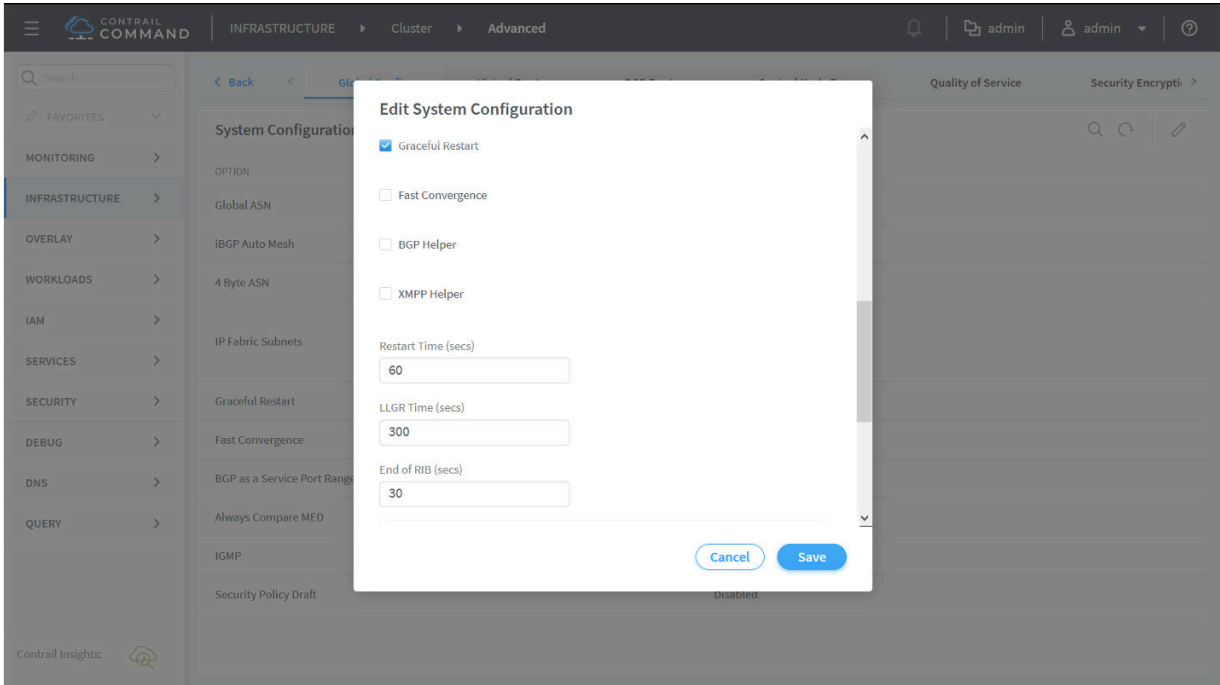 CONTRAIL
COMMAND
INFRASTRUCTURE
Cluster
Advanced
admin
admin
Search
FAVORITES
MONITORING
INFRASTRUCTURE
OVERLAY
WORKLOADS
IAM
SERVICES
SECURITY
DEBUG
DNS
QUERY
Contrail Insights:
Back
Quality of Service
Security Encrypti
System Configuration
OPTION
Global ASN
iBGP Auto Mesh
4 Byte ASN
IP Fabric Subnets
Graceful Restart
Fast Convergence
BGP as a Service Port Range
Always Compare MED
IGMP
Security Policy Draft
Disabled
Edit System Configuration
Graceful Restart
Fast Convergence
BGP Helper
XMPP Helper
Restart Time (secs)
60
LLGR Time (secs)
300
End of RIB (secs)
30
Cancel
Save